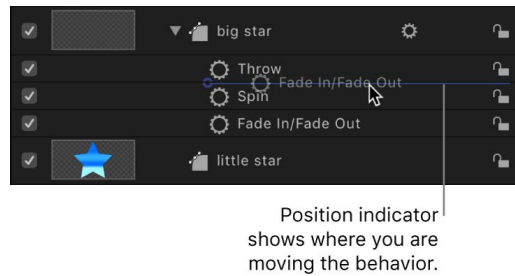 big star
Throw
Fade In/Fade Out
Spin
Fade In/Fade Out
little star
Position indicator
shows where you are
moving the behavior.